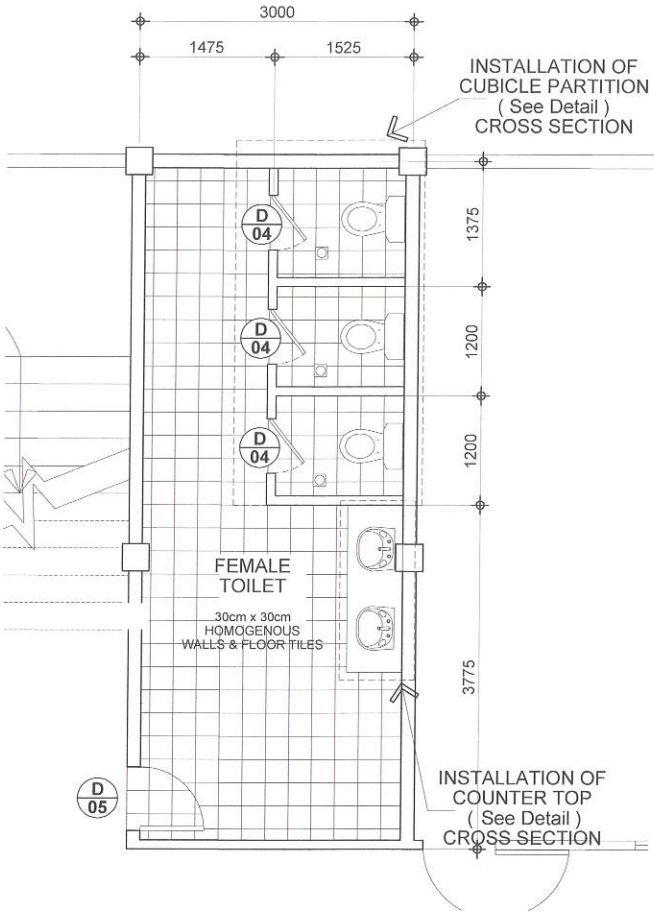 3000
1475
1525
INSTALLATION OF
CUBICLE PARTITION
( See Detail )
CROSS SECTION
D
04
1375
D
04
1200
D
04
1200
FEMALE
TOILET
30cm x 30cm
HOMOGENOUS
WALLS & FLOOR TILES
3775
D
05
INSTALLATION OF
COUNTER TOP
( See Detail )
CROSS SECTION